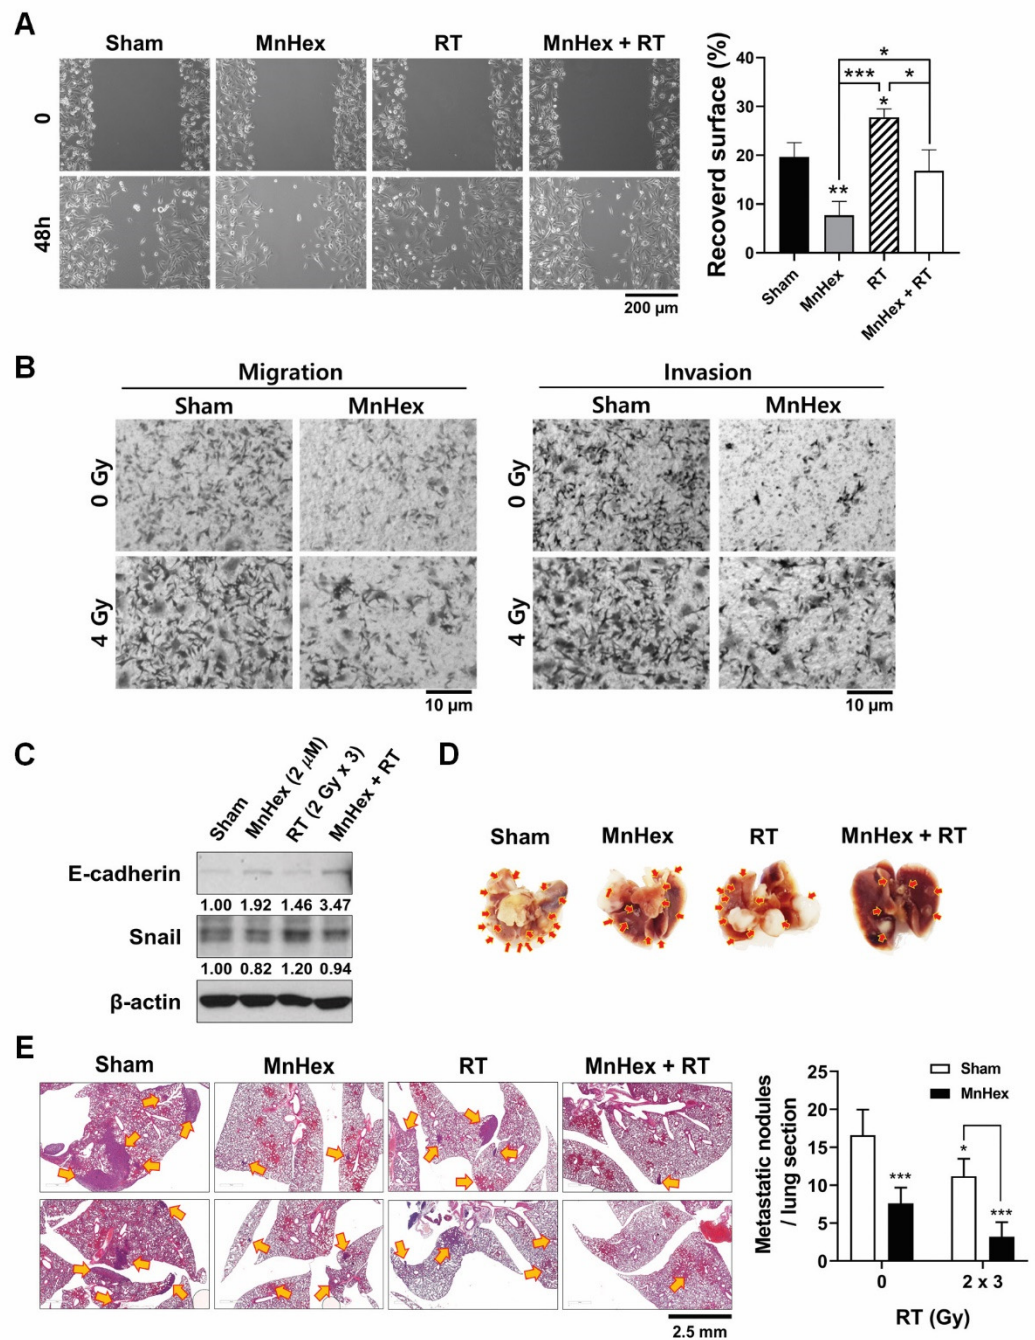 A
Sham MnHex RT MnHex + RT
0
48h
200 µm
Recoverd surface (%)
40
30
20
10
0
*
*** *
*
**
Sham MnHex RT MnHex + RT
B
Migration Invasion
Sham MnHex Sham MnHex
0 Gy 0 Gy
4 Gy 4 Gy
10 µm 10 µm
C
Sham MnHex (2 µM) RT (2 Gy x 3) MnHex + RT
E-cadherin
1.00 1.92 1.46 3.47
Snail
1.00 0.82 1.20 0.94
β-actin
D
Sham MnHex RT MnHex + RT
E
Sham MnHex RT MnHex + RT
2.5 mm
Metastatic nodules
/ lung section
25
20
15
10
5
0
Sham
MnHex
***
*
***
0 2 x 3
RT (Gy)